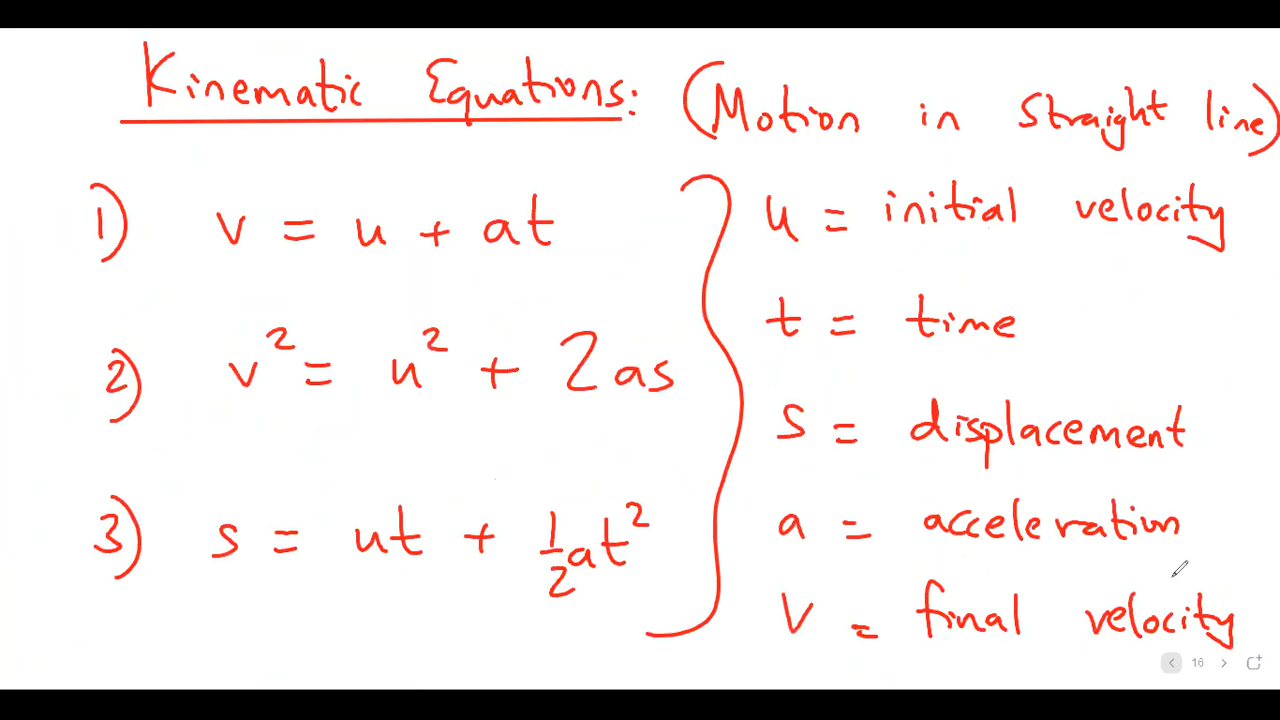 Kinematic Equations: (Motion in straight line)
1) v = u + at
2) v² = u² + 2as
3) s = ut + 1/2at²
u = initial velocity
t = time
s = displacement
a = acceleration
v = final velocity
16